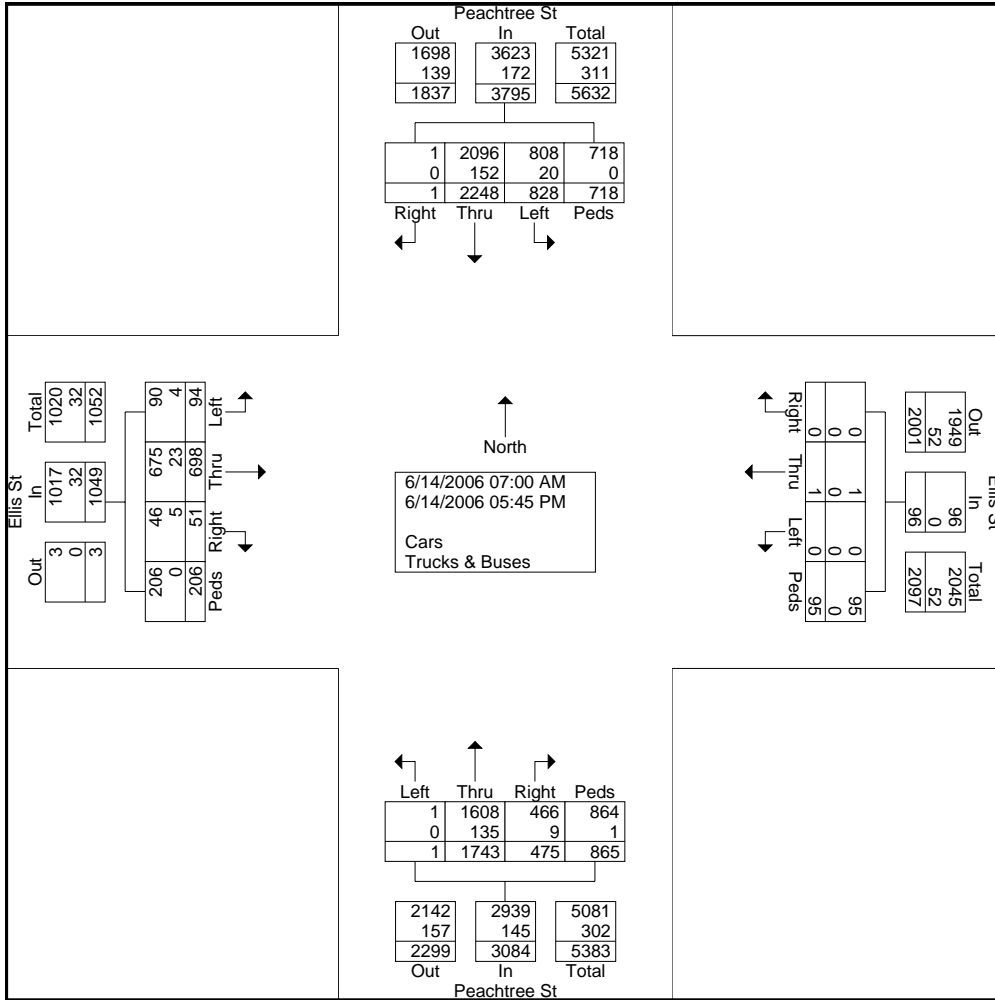 Peachtree St
Out In Total
1698 3623 5321
139 172 311
1837 3795 5632
1 2096 808 718
0 152 20 0
1 2248 828 718
Right Thru Left Peds
Ellis St
Total In Out
1020 1017 3
32 32 0
1052 1049 3
90 675 46 206
4 23 5 0
94 698 51 206
Left Thru Right Peds
North
6/14/2006 07:00 AM
6/14/2006 05:45 PM
Cars
Trucks & Buses
Right Thru Left Peds
0 1 0 95
0 0 0 0
0 1 0 95
Out In Total
1949 96 2045
52 0 52
2001 96 2097
Ellis St
Left Thru Right Peds
1 1608 466 864
0 135 9 1
1 1743 475 865
2142 2939 5081
157 145 302
2299 3084 5383
Out In Total
Peachtree St